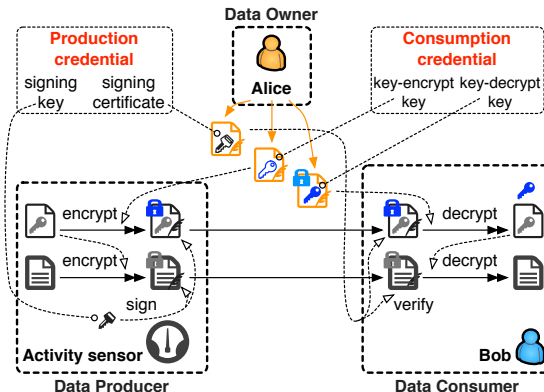 Data Owner
Production
credential
signing signing
key certificate
Alice
Consumption
credential
key-encrypt key-decrypt
key key
encrypt
decrypt
encrypt
decrypt
sign
verify
Activity sensor
Bob
Data Producer
Data Consumer